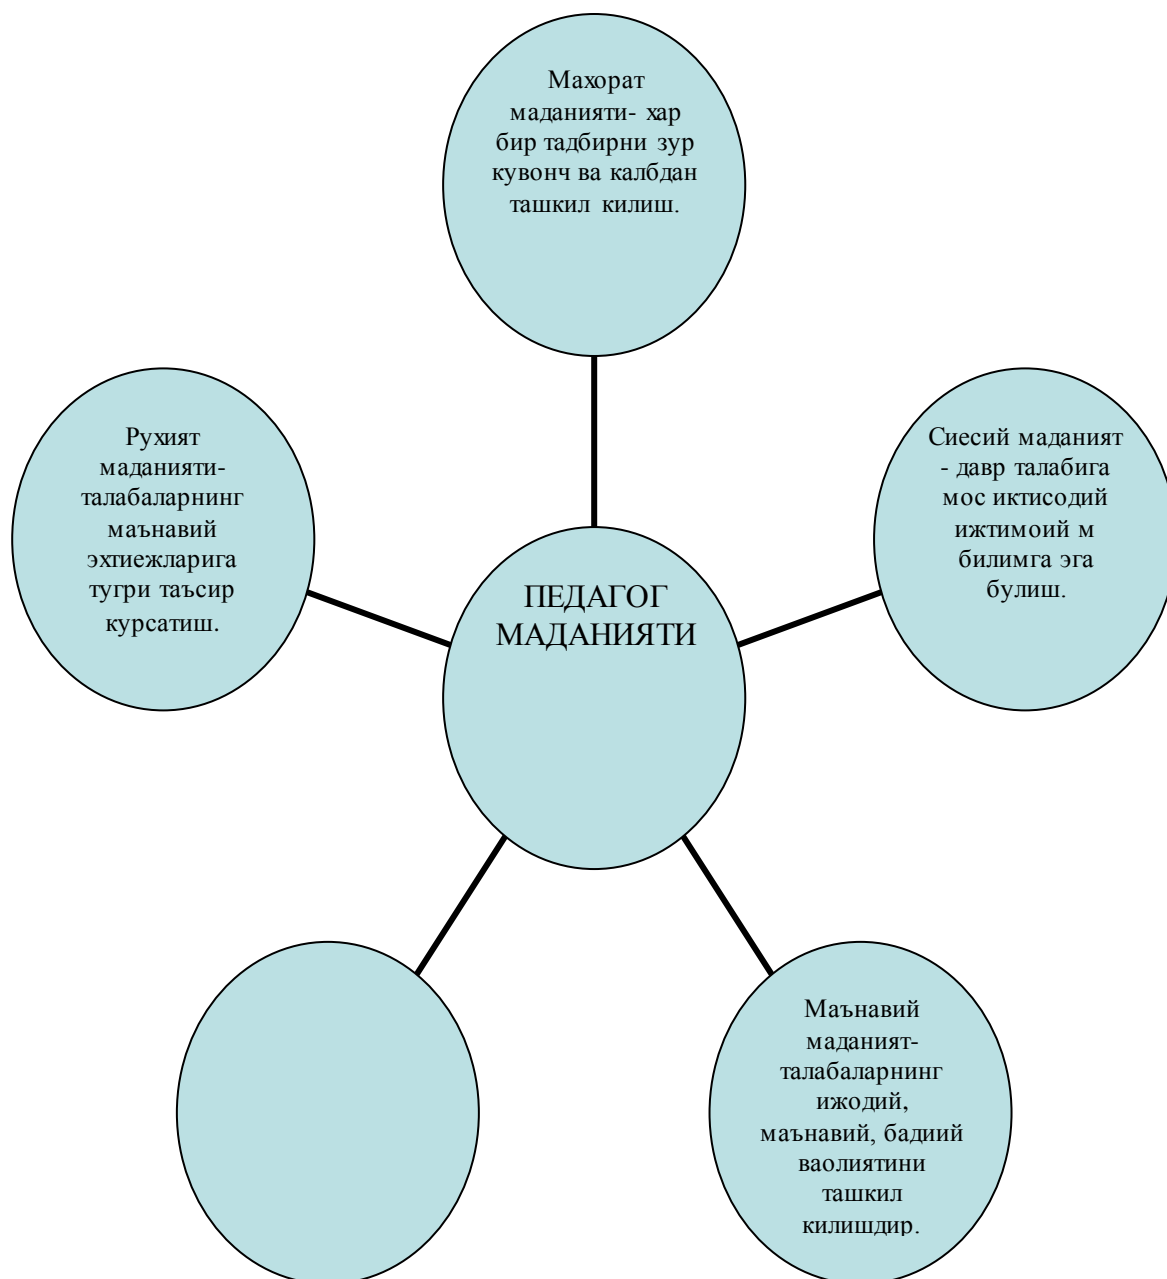 Махорат
маданияти- хар
бир тадбирни зур
кувонч ва калбдан
ташкил килиш.
Рухият
маданияти-
талабаларнинг
маънавий
эхтиежларига
тугри таъсир
курсатиш.
Сиесий маданият
- давр талабига
мос иктисодий
ижтимоий м
билимга эга
булиш.
ПЕДАГОГ
МАДАНИЯТИ
Маънавий
маданият-
талабаларнинг
ижодий,
маънавий, бадиий
ваолиятини
ташкил
килишдир.